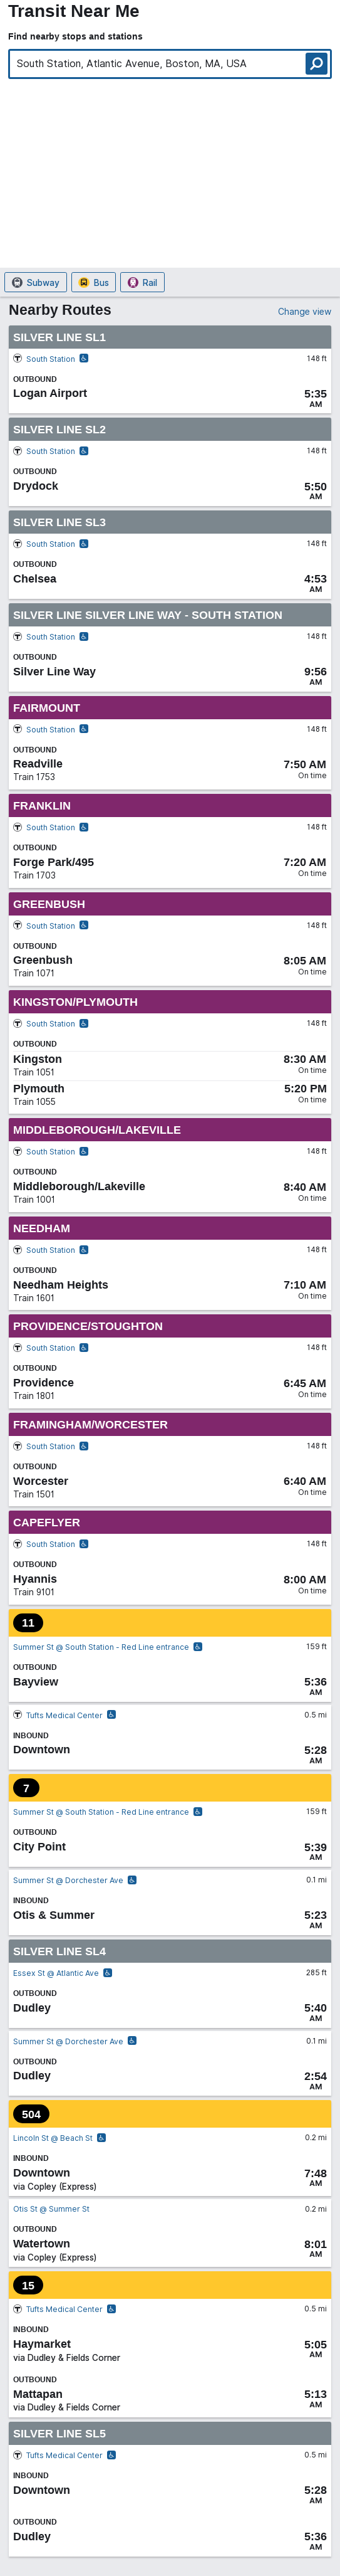 Transit Near Me
Find nearby stops and stations
South Station, Atlantic Avenue, Boston, MA, USA
Subway Bus Rail
Nearby Routes Change view
SILVER LINE SL1
T South Station 148 ft
OUTBOUND
Logan Airport 5:35
AM
SILVER LINE SL2
T South Station 148 ft
OUTBOUND
Drydock 5:50
AM
SILVER LINE SL3
T South Station 148 ft
OUTBOUND
Chelsea 4:53
AM
SILVER LINE SILVER LINE WAY - SOUTH STATION
T South Station 148 ft
OUTBOUND
Silver Line Way 9:56
AM
FAIRMOUNT
T South Station 148 ft
OUTBOUND
Readville 7:50 AM
Train 1753 On time
FRANKLIN
T South Station 148 ft
OUTBOUND
Forge Park/495 7:20 AM
Train 1703 On time
GREENBUSH
T South Station 148 ft
OUTBOUND
Greenbush 8:05 AM
Train 1071 On time
KINGSTON/PLYMOUTH
T South Station 148 ft
OUTBOUND
Kingston 8:30 AM
Train 1051 On time
Plymouth 5:20 PM
Train 1055 On time
MIDDLEBOROUGH/LAKEVILLE
T South Station 148 ft
OUTBOUND
Middleborough/Lakeville 8:40 AM
Train 1001 On time
NEEDHAM
T South Station 148 ft
OUTBOUND
Needham Heights 7:10 AM
Train 1601 On time
PROVIDENCE/STOUGHTON
T South Station 148 ft
OUTBOUND
Providence 6:45 AM
Train 1801 On time
FRAMINGHAM/WORCESTER
T South Station 148 ft
OUTBOUND
Worcester 6:40 AM
Train 1501 On time
CAPEFLYER
T South Station 148 ft
OUTBOUND
Hyannis 8:00 AM
Train 9101 On time
11
Summer St @ South Station - Red Line entrance 159 ft
OUTBOUND
Bayview 5:36
AM
T Tufts Medical Center 0.5 mi
INBOUND
Downtown 5:28
AM
7
Summer St @ South Station - Red Line entrance 159 ft
OUTBOUND
City Point 5:39
AM
Summer St @ Dorchester Ave 0.1 mi
INBOUND
Otis & Summer 5:23
AM
SILVER LINE SL4
Essex St @ Atlantic Ave 285 ft
OUTBOUND
Dudley 5:40
AM
Summer St @ Dorchester Ave 0.1 mi
OUTBOUND
Dudley 2:54
AM
504
Lincoln St @ Beach St 0.2 mi
INBOUND
Downtown 7:48
via Copley (Express) AM
Otis St @ Summer St 0.2 mi
OUTBOUND
Watertown 8:01
via Copley (Express) AM
15
T Tufts Medical Center 0.5 mi
INBOUND
Haymarket 5:05
via Dudley & Fields Corner AM
OUTBOUND
Mattapan 5:13
via Dudley & Fields Corner AM
SILVER LINE SL5
T Tufts Medical Center 0.5 mi
INBOUND
Downtown 5:28
AM
OUTBOUND
Dudley 5:36
AM